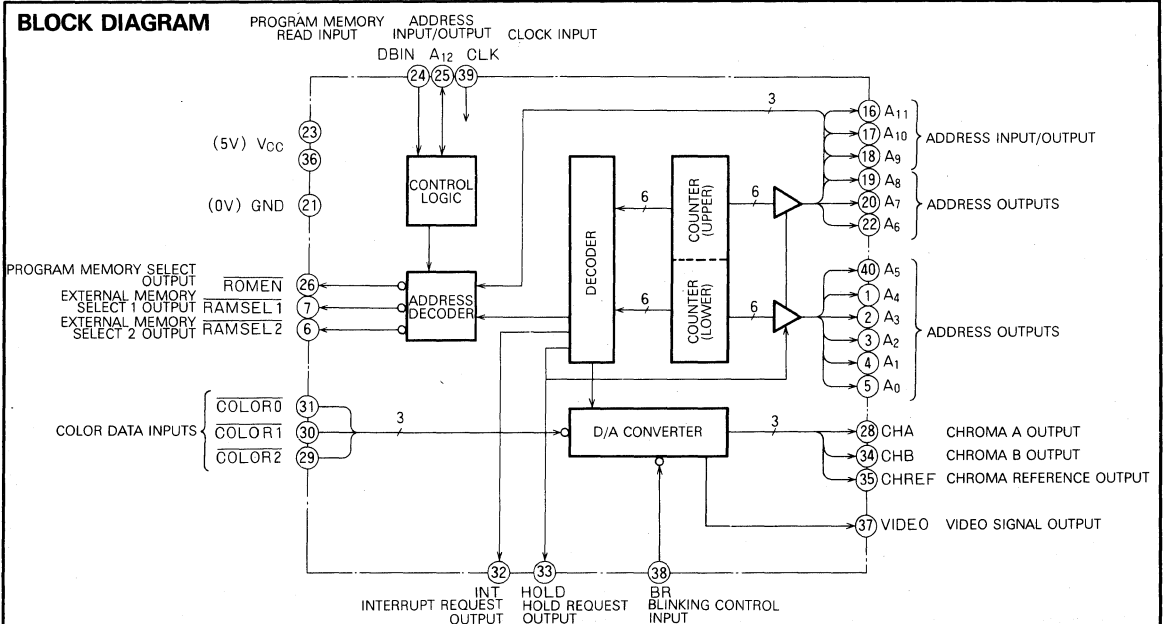 BLOCK DIAGRAM
PROGRAM MEMORY
READ INPUT
ADDRESS
INPUT/OUTPUT
CLOCK INPUT
DBIN A12 CLK
24 25 39
(5V) VCC
23
36
(0V) GND
21
CONTROL
LOGIC
PROGRAM MEMORY SELECT
OUTPUT
ROMEN
26
EXTERNAL MEMORY
SELECT 1 OUTPUT
RAMSEL1
7
EXTERNAL MEMORY
SELECT 2 OUTPUT
RAMSEL2
6
ADDRESS
DECODER
DECODER
6
6
COUNTER
(UPPER)
COUNTER
(LOWER)
6
6
3
16 A11
17 A10
18 A9
ADDRESS INPUT/OUTPUT
19 A8
20 A7
22 A6
ADDRESS OUTPUTS
40 A5
1 A4
2 A3
3 A2
4 A1
5 A0
ADDRESS OUTPUTS
COLOR DATA INPUTS
COLOR0 31
COLOR1 30
COLOR2 29
3
D/A CONVERTER
3
28 CHA CHROMA A OUTPUT
34 CHB CHROMA B OUTPUT
35 CHREF CHROMA REFERENCE OUTPUT
37 VIDEO VIDEO SIGNAL OUTPUT
32 33 38
INT
INTERRUPT REQUEST
OUTPUT
HOLD
HOLD REQUEST
OUTPUT
BR
BLINKING CONTROL
INPUT